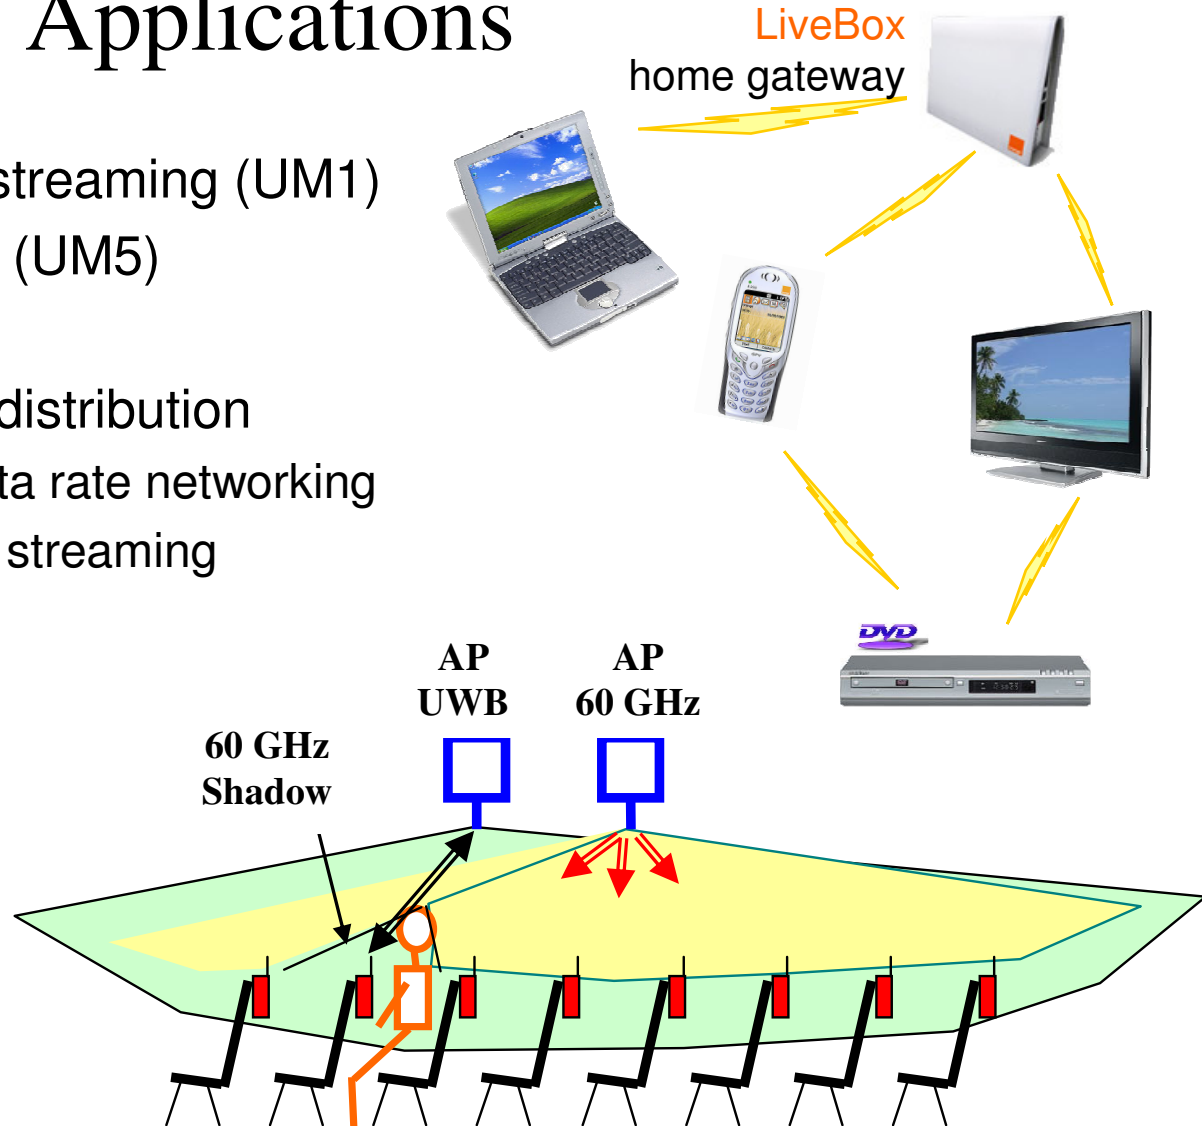 Applications
LiveBox
home gateway
streaming (UM1)
(UM5)
distribution
ta rate networking
streaming
DVD
AP
UWB
AP
60 GHz
60 GHz
Shadow